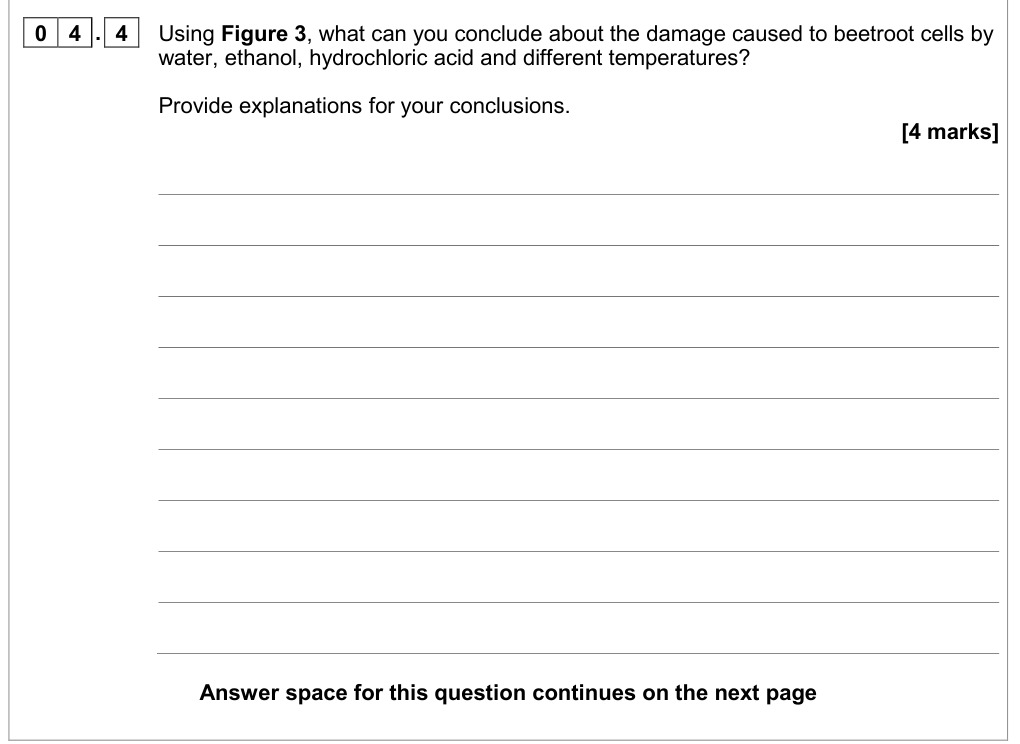 0 4 . 4 Using Figure 3, what can you conclude about the damage caused to beetroot cells by
water, ethanol, hydrochloric acid and different temperatures?
Provide explanations for your conclusions.
[4 marks]
Answer space for this question continues on the next page